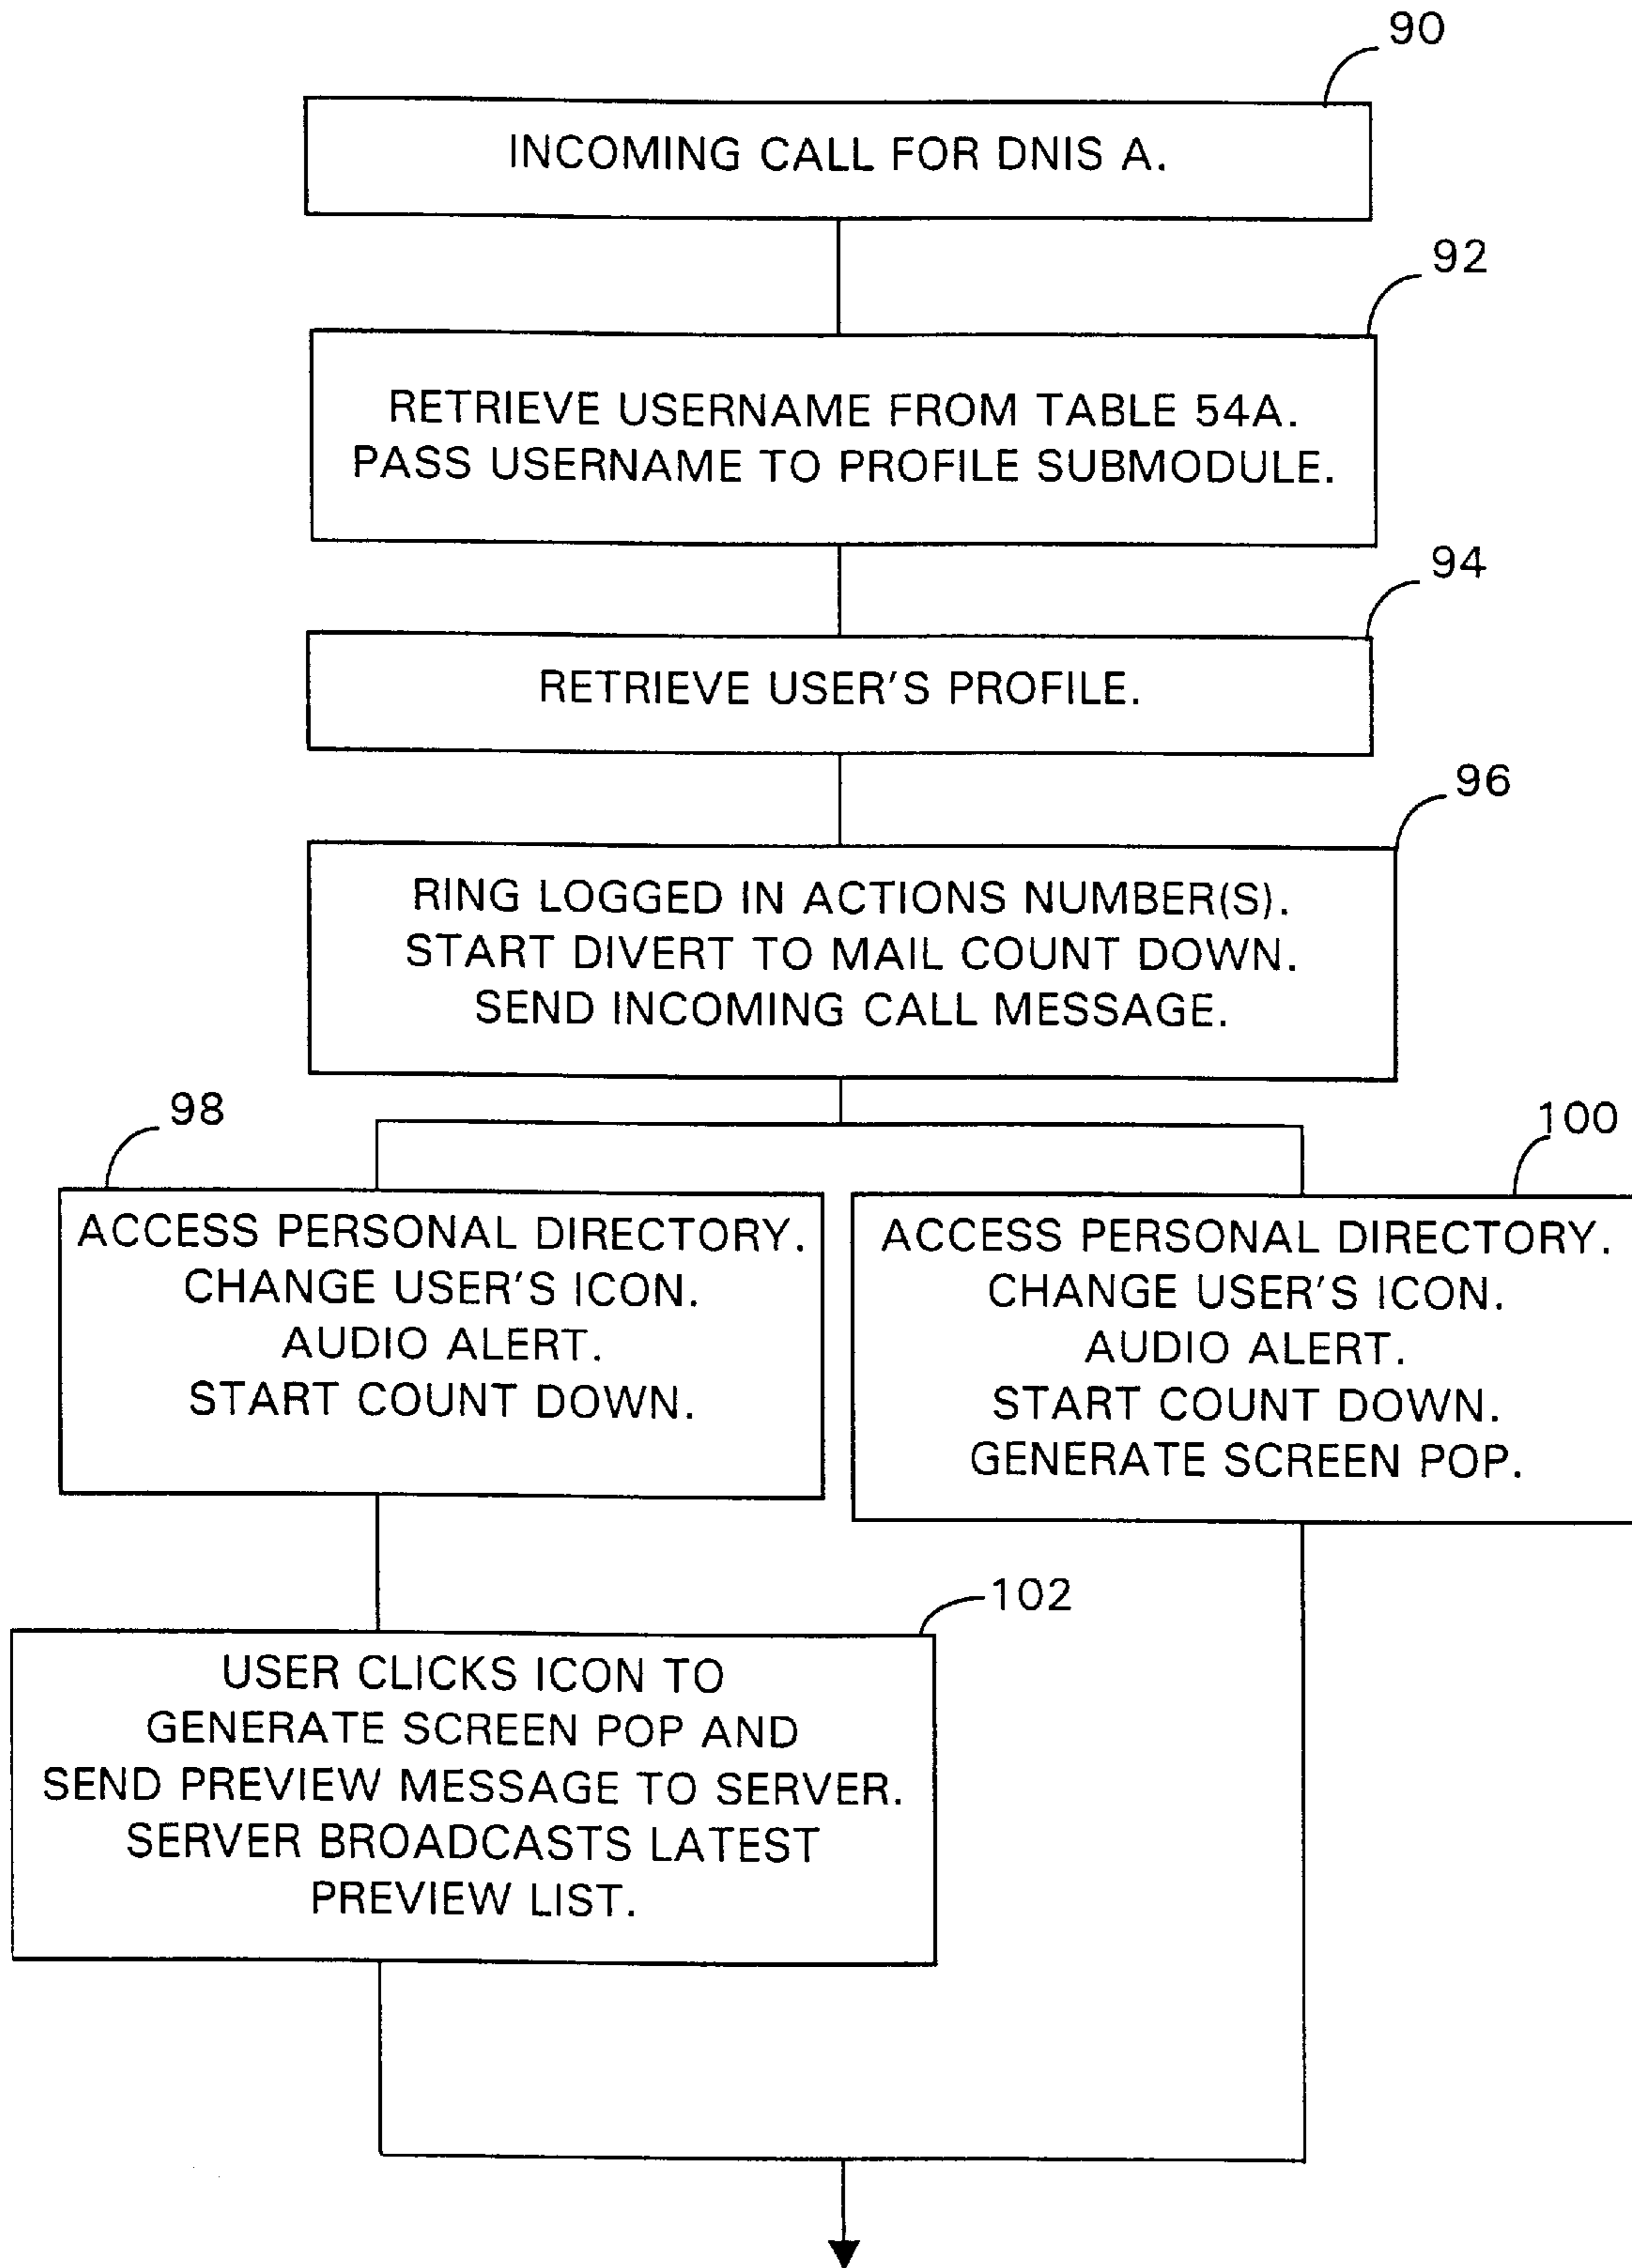 90
INCOMING CALL FOR DNIS A.
92
RETRIEVE USERNAME FROM TABLE 54A.
PASS USERNAME TO PROFILE SUBMODULE.
94
RETRIEVE USER'S PROFILE.
96
RING LOGGED IN ACTIONS NUMBER(S).
START DIVERT TO MAIL COUNT DOWN.
SEND INCOMING CALL MESSAGE.
98
ACCESS PERSONAL DIRECTORY.
CHANGE USER'S ICON.
AUDIO ALERT.
START COUNT DOWN.
100
ACCESS PERSONAL DIRECTORY.
CHANGE USER'S ICON.
AUDIO ALERT.
START COUNT DOWN.
GENERATE SCREEN POP.
102
USER CLICKS ICON TO
GENERATE SCREEN POP AND
SEND PREVIEW MESSAGE TO SERVER.
SERVER BROADCASTS LATEST
PREVIEW LIST.